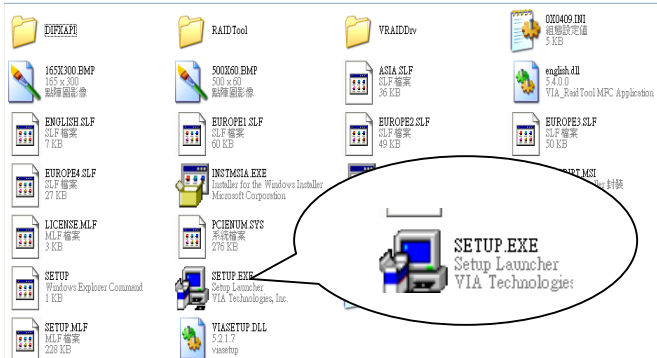 DIFXAPI
RAIDTool
VRAIDDrv
0X0409.INI
組態設定值
5 KB
165X300.BMP
165 x 300
點陣圖影像
500X60.BMP
500 x 60
點陣圖影像
ASIA.SLF
SLF 檔案
36 KB
english.dll
5.4.0.0
VIA_RaidTool MFC Application
ENGLISH.SLF
SLF 檔案
7 KB
EUROPE1.SLF
SLF 檔案
60 KB
EUROPE2.SLF
SLF 檔案
49 KB
EUROPE3.SLF
SLF 檔案
50 KB
EUROPE4.SLF
SLF 檔案
27 KB
INSTMSIA.EXE
Installer for the Windows Installer
Microsoft Corporation
.MSI
封裝
LICENSE.MLF
MLF 檔案
3 KB
PCIENUM.SYS
系統檔案
276 KB
SETUP
Windows Explorer Command
1 KB
SETUP.EXE
Setup Launcher
VIA Technologies, Inc.
SETUP.EXE
Setup Launcher
VIA Technologies
SETUP.MLF
MLF 檔案
228 KB
VIASETUP.DLL
5.2.1.7
viasetup